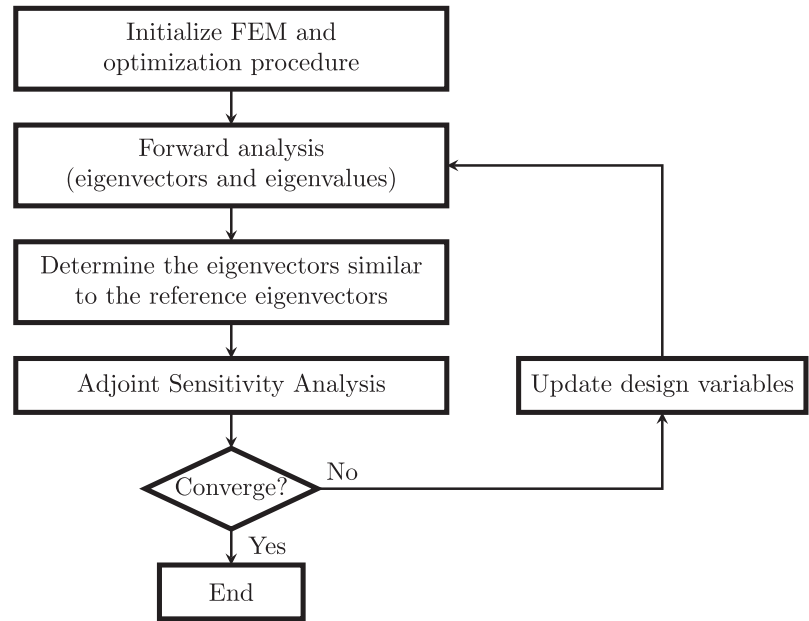 Initialize FEM and
optimization procedure
Forward analysis
(eigenvectors and eigenvalues)
Determine the eigenvectors similar
to the reference eigenvectors
Adjoint Sensitivity Analysis
Update design variables
Converge?
No
Yes
End